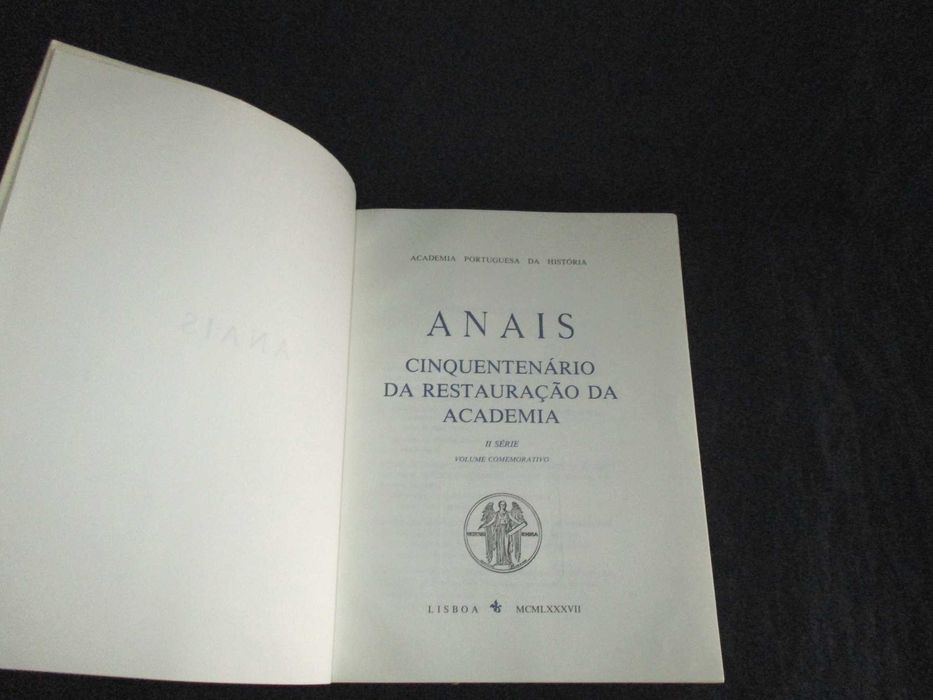 ACADEMIA PORTUGUESA DA HISTÓRIA
ANAIS
CINQUENTENÁRIO
DA RESTAURAÇÃO DA
ACADEMIA
II SÉRIE
VOLUME COMEMORATIVO
LISBOA MCMLXXXVII